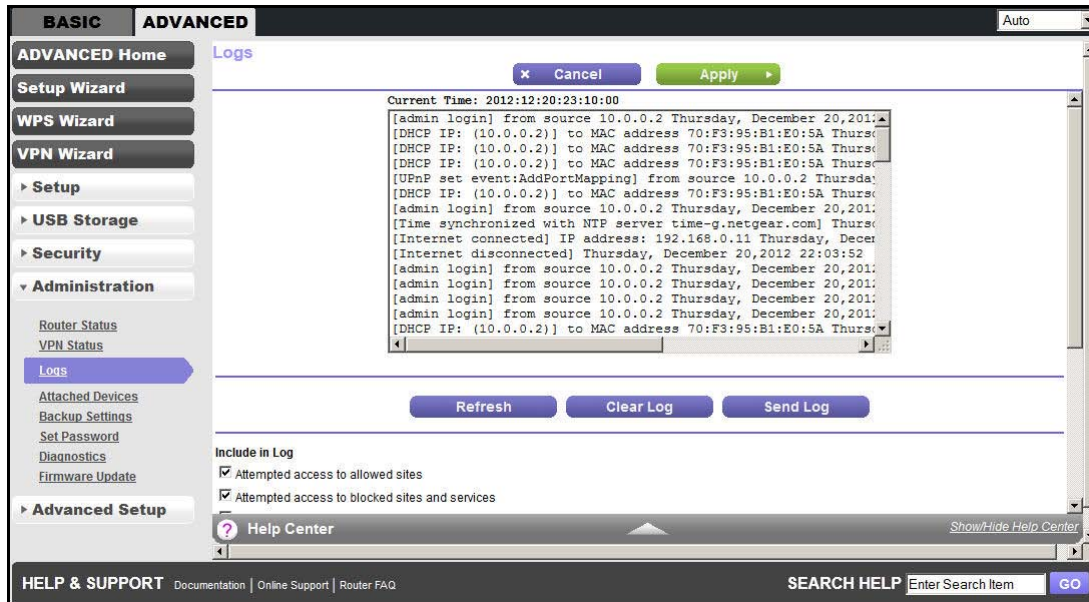 BASIC ADVANCED Auto
ADVANCED Home
Setup Wizard
WPS Wizard
VPN Wizard
Setup
USB Storage
Security
Administration
Router Status
VPN Status
Logs
Attached Devices
Backup Settings
Set Password
Diagnostics
Firmware Update
Advanced Setup
Logs
Cancel Apply
Current Time: 2012:12:20:23:10:00
[admin login] from source 10.0.0.2 Thursday, December 20,2012
[DHCP IP: (10.0.0.2)] to MAC address 70:F3:95:B1:E0:5A Thurs
[DHCP IP: (10.0.0.2)] to MAC address 70:F3:95:B1:E0:5A Thurs
[DHCP IP: (10.0.0.2)] to MAC address 70:F3:95:B1:E0:5A Thurs
[UPnP set event:AddPortMapping] from source 10.0.0.2 Thursday
[DHCP IP: (10.0.0.2)] to MAC address 70:F3:95:B1:E0:5A Thurs
[admin login] from source 10.0.0.2 Thursday, December 20,201
[Time synchronized with NTP server time-g.netgear.com] Thurs
[Internet connected] IP address: 192.168.0.11 Thursday, Decem
[Internet disconnected] Thursday, December 20,2012 22:03:52
[admin login] from source 10.0.0.2 Thursday, December 20,201
[admin login] from source 10.0.0.2 Thursday, December 20,201
[admin login] from source 10.0.0.2 Thursday, December 20,201
[admin login] from source 10.0.0.2 Thursday, December 20,201
[DHCP IP: (10.0.0.2)] to MAC address 70:F3:95:B1:E0:5A Thurs
Refresh Clear Log Send Log
Include in Log
Attempted access to allowed sites
Attempted access to blocked sites and services
? Help Center Show/Hide Help Center
HELP & SUPPORT Documentation | Online Support | Router FAQ SEARCH HELP Enter Search Item GO